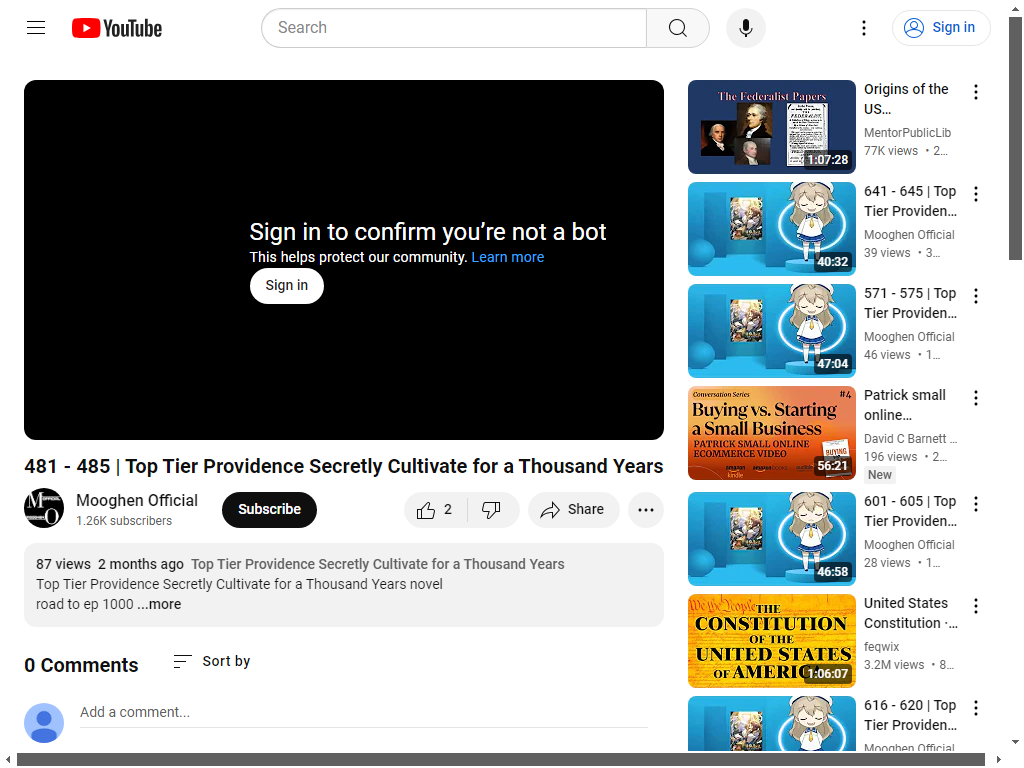 YouTube
Search
Sign in
Sign in to confirm you’re not a bot
This helps protect our community. Learn more
Sign in
481 - 485 | Top Tier Providence Secretly Cultivate for a Thousand Years
Mooghen Official
1.26K subscribers
Subscribe
2
Share
87 views 2 months ago Top Tier Providence Secretly Cultivate for a Thousand Years
Top Tier Providence Secretly Cultivate for a Thousand Years novel
road to ep 1000 ...more
0 Comments
Sort by
Add a comment...
The Federalist Papers
1:07:28
Origins of the
US…
MentorPublicLib
77K views • 2…
40:32
641 - 645 | Top
Tier Providen…
Mooghen Official
39 views • 3…
47:04
571 - 575 | Top
Tier Providen…
Mooghen Official
46 views • 1…
Conversation Series
#4
Buying vs. Starting
a Small Business
PATRICK SMALL ONLINE
ECOMMERCE VIDEO
BUYING
amazon
kindle
56:21
Patrick small
online…
David C Barnett …
196 views • 2…
New
46:58
601 - 605 | Top
Tier Providen…
Mooghen Official
28 views • 1…
We the People
THE
CONSTITUTION
OF THE
UNITED STATES
OF AMERIC
1:06:07
United States
Constitution ·…
feqwix
3.2M views • 8…
616 - 620 | Top
Tier Providen…
Mooghen Official